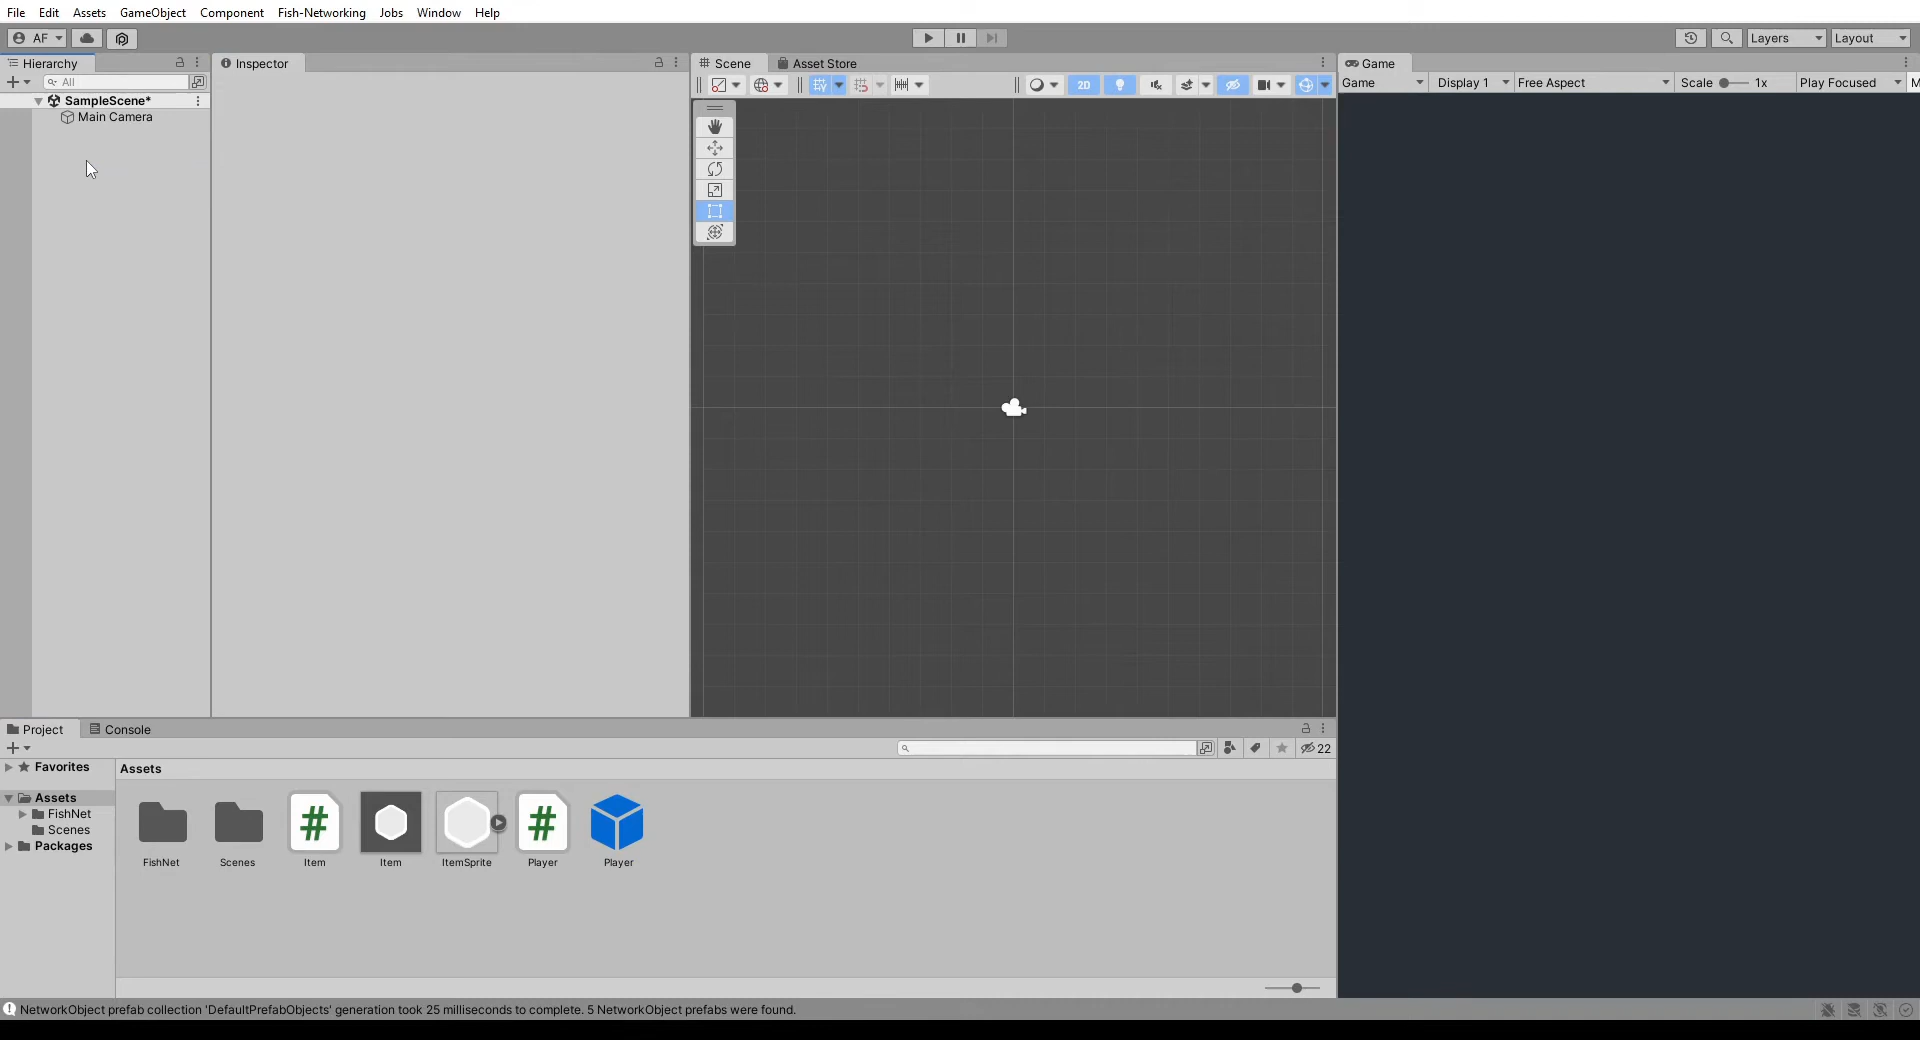 File Edit Assets GameObject Component Fish-Networking Jobs Window Help
AF Layers Layout
Hierarchy Inspector Scene Asset Store Game
All 2D Game Display 1 Free Aspect Scale 1x Play Focused M
SampleScene*
Main Camera
Project Console
22
Favorites Assets
Assets
FishNet
Scenes
Packages
# #
FishNet Scenes Item Item ItemSprite Player Player
NetworkObject prefab collection 'DefaultPrefabObjects' generation took 25 milliseconds to complete. 5 NetworkObject prefabs were found.